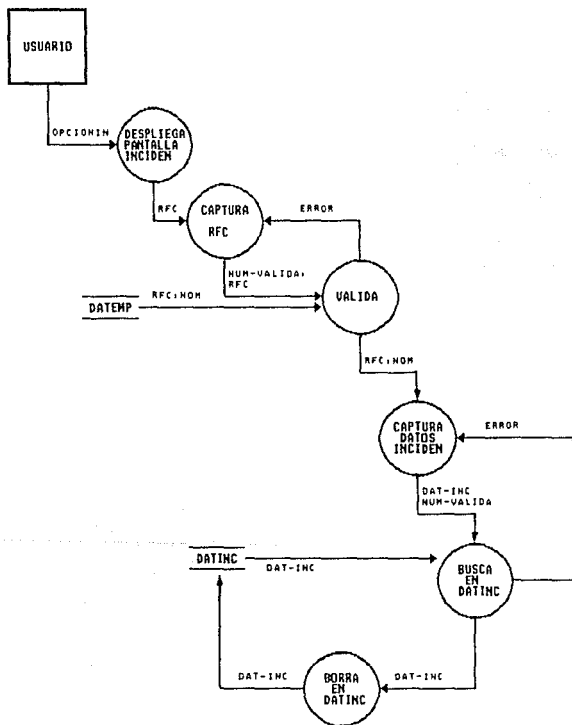 USUARIO
OPCIONIN
DESPLIEGA
PANTALLA
INCIDEN
RFC
CAPTURA
RFC
ERROR
NUM-VALIDA;
RFC
RFC;NOM
DATEMP
VALIDA
RFC;NOM
CAPTURA
DATOS
INCIDEN
ERROR
DAT-INC
NUM-VALIDA
DATINC
DAT-INC
BUSCA
EN
DATINC
DAT-INC
BORRA
EN
DATINC
DAT-INC